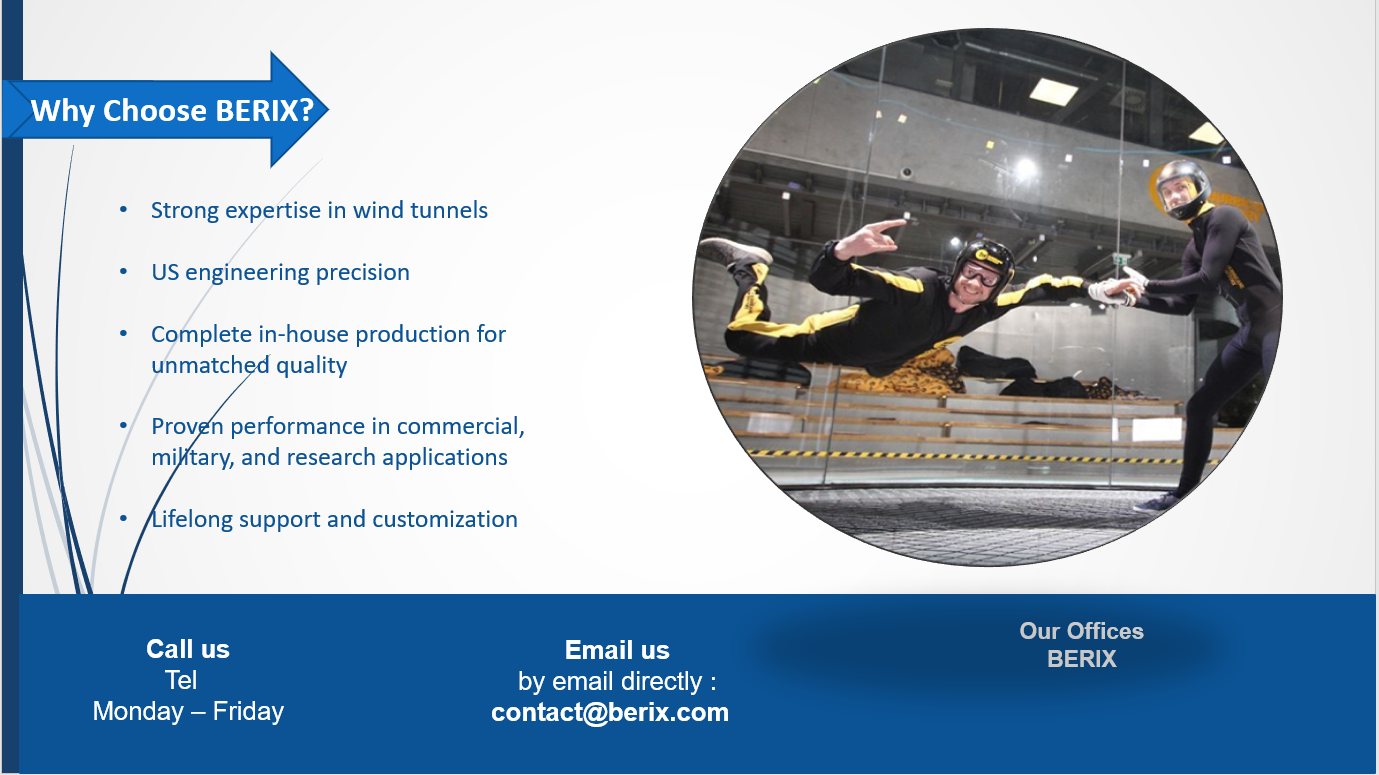 Why Choose BERIX?
• Strong expertise in wind tunnels
• US engineering precision
• Complete in-house production for
unmatched quality
• Proven performance in commercial,
military, and research applications
• Lifelong support and customization
Call us
Tel
Monday – Friday
Email us
by email directly :
contact@berix.com
Our Offices
BERIX